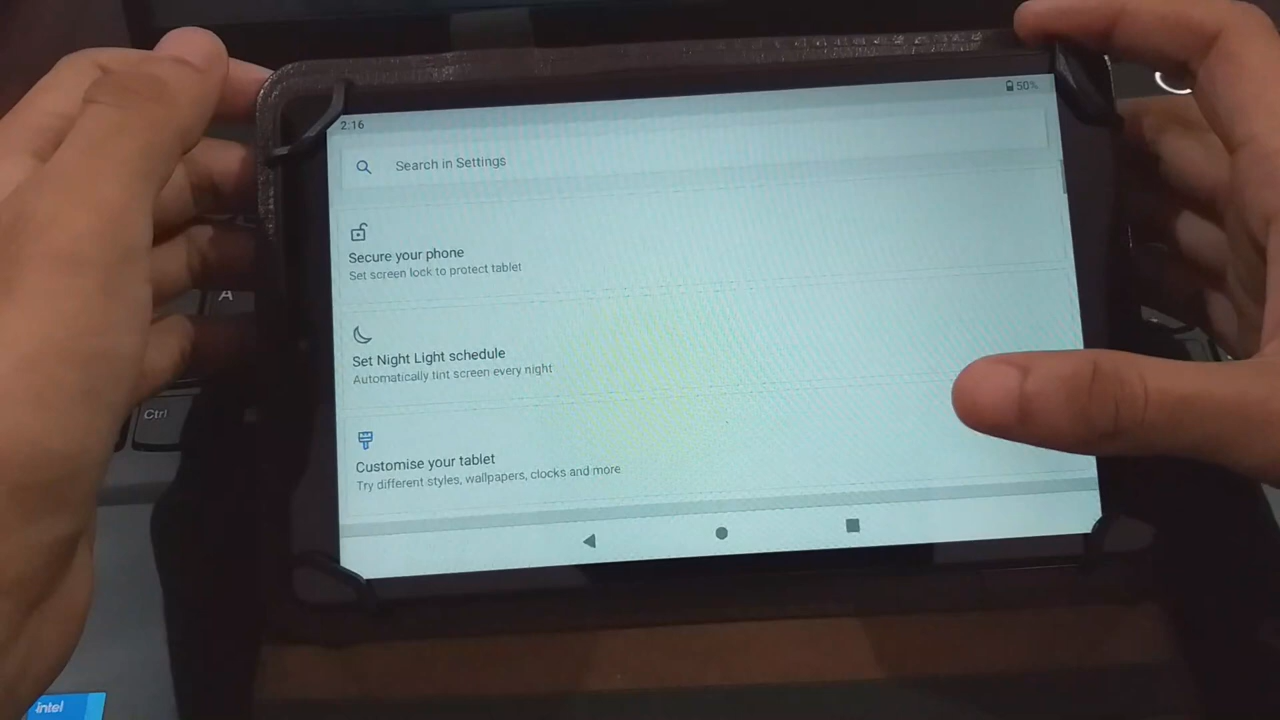 2:16
50%
Search in Settings
Secure your phone
Set screen lock to protect tablet
Set Night Light schedule
Automatically tint screen every night
Customise your tablet
Try different styles, wallpapers, clocks and more
A
Ctrl
intel